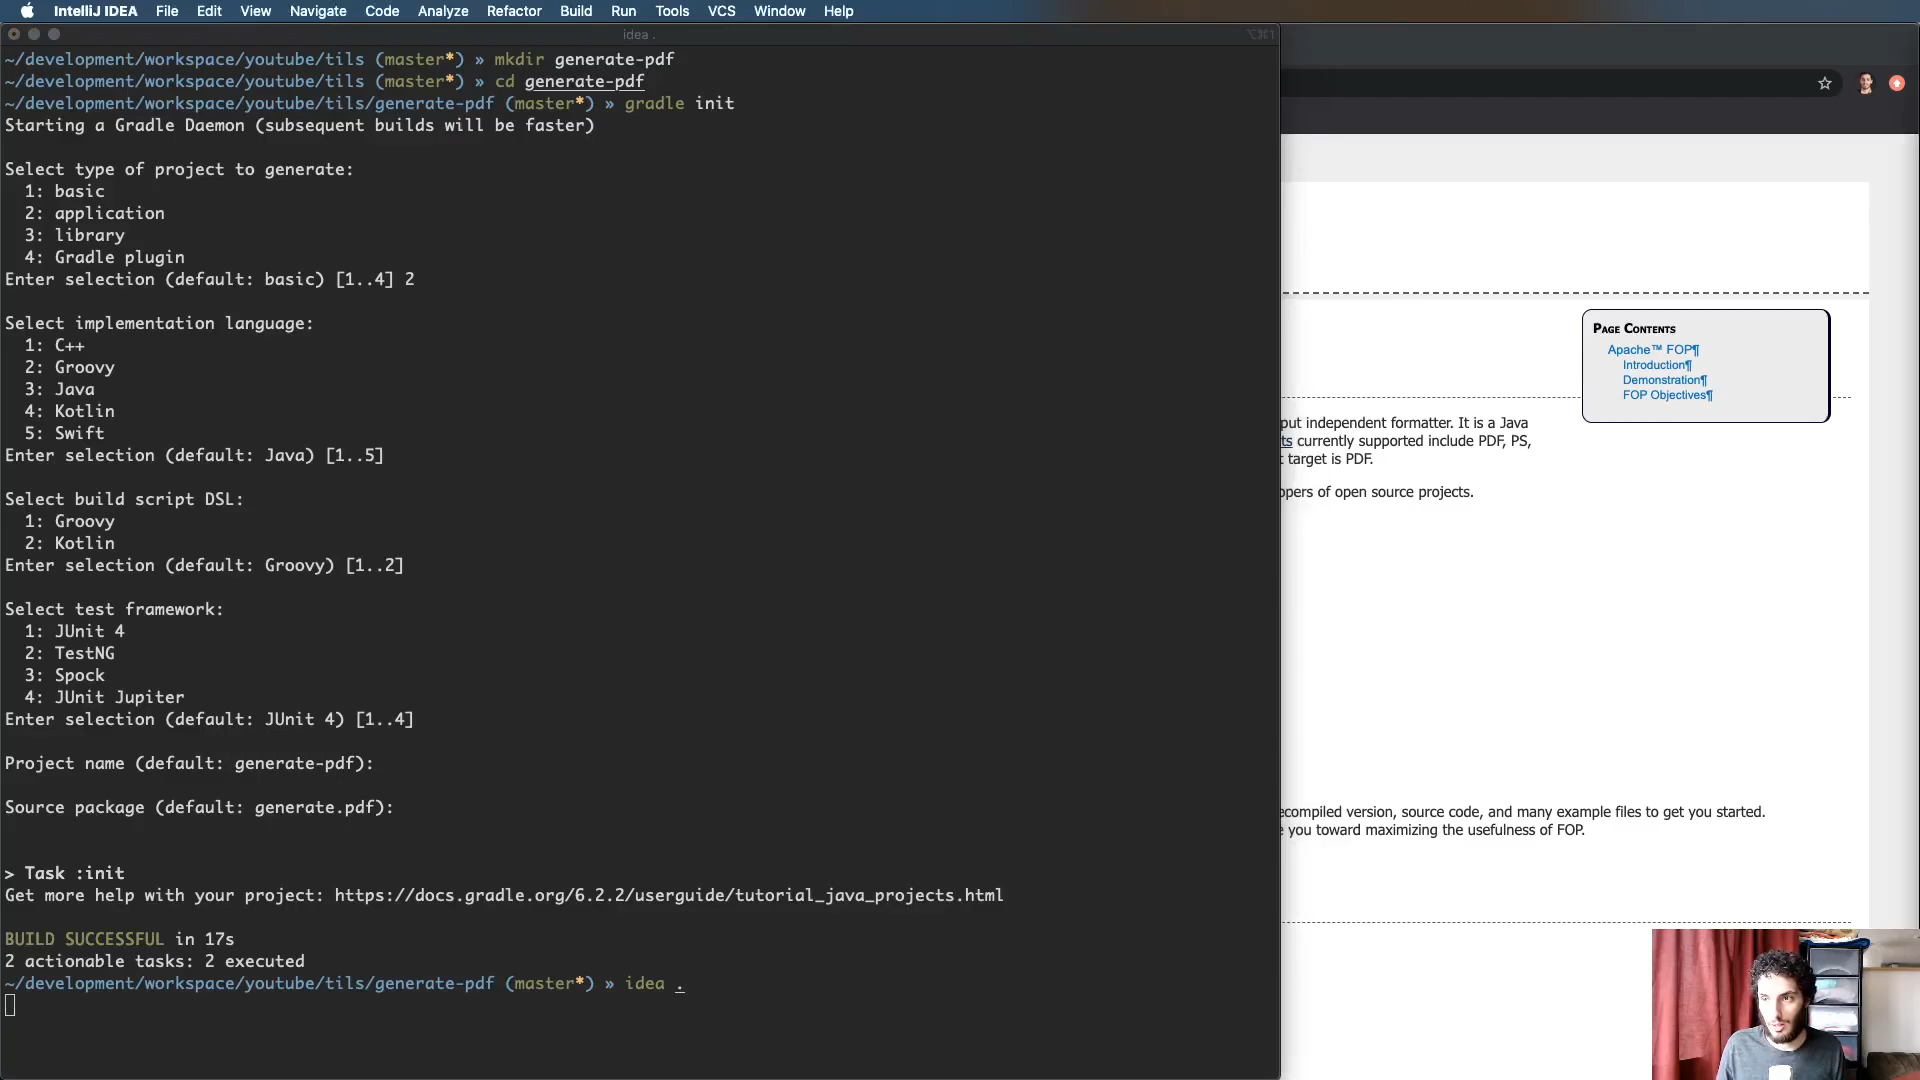 IntelliJ IDEA File Edit View Navigate Code Analyze Refactor Build Run Tools VCS Window Help
idea .
⌥⌘1
~/development/workspace/youtube/tils (master*) » mkdir generate-pdf
~/development/workspace/youtube/tils (master*) » cd generate-pdf
~/development/workspace/youtube/tils/generate-pdf (master*) » gradle init
Starting a Gradle Daemon (subsequent builds will be faster)
Select type of project to generate:
1: basic
2: application
3: library
4: Gradle plugin
Enter selection (default: basic) [1..4] 2
Select implementation language:
1: C++
2: Groovy
3: Java
4: Kotlin
5: Swift
Enter selection (default: Java) [1..5]
Select build script DSL:
1: Groovy
2: Kotlin
Enter selection (default: Groovy) [1..2]
Select test framework:
1: JUnit 4
2: TestNG
3: Spock
4: JUnit Jupiter
Enter selection (default: JUnit 4) [1..4]
Project name (default: generate-pdf):
Source package (default: generate.pdf):
> Task :init
Get more help with your project: https://docs.gradle.org/6.2.2/userguide/tutorial_java_projects.html
BUILD SUCCESSFUL in 17s
2 actionable tasks: 2 executed
~/development/workspace/youtube/tils/generate-pdf (master*) » idea .
Page Contents
Apache™ FOP¶
Introduction¶
Demonstration¶
FOP Objectives¶
put independent formatter. It is a Java
ts currently supported include PDF, PS,
t target is PDF.
opers of open source projects.
ecompiled version, source code, and many example files to get you started.
e you toward maximizing the usefulness of FOP.